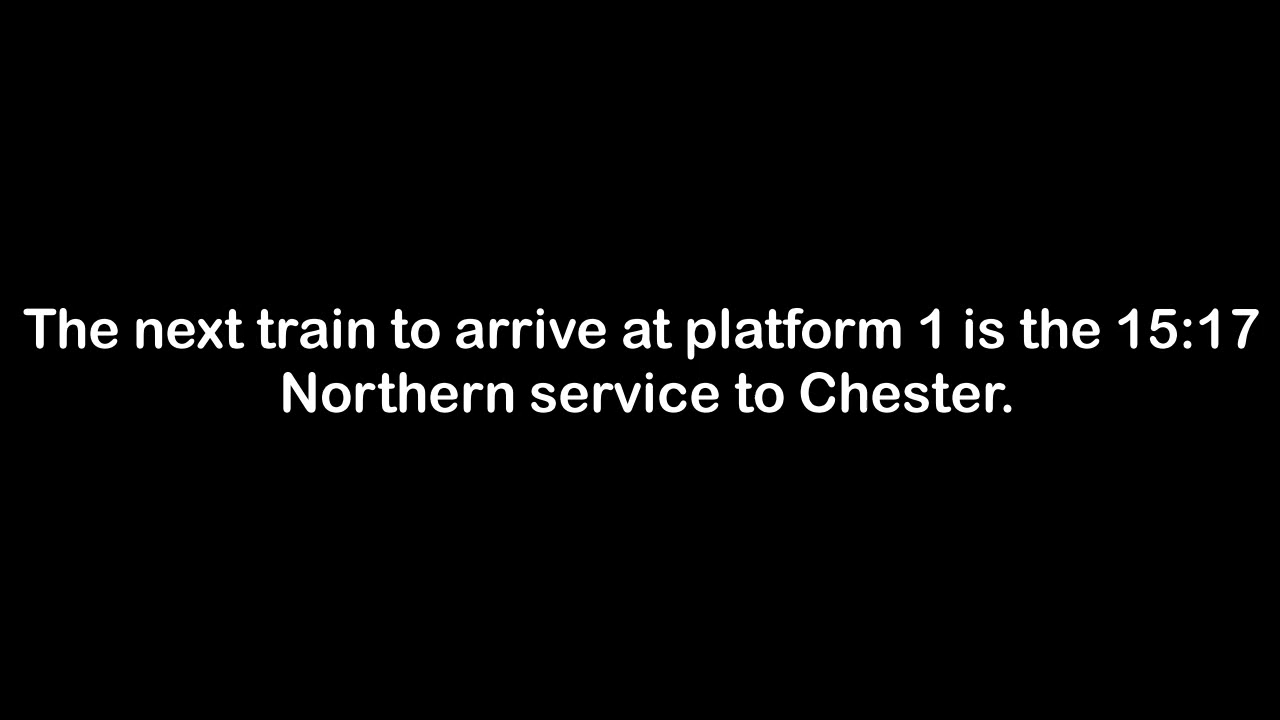 The next train to arrive at platform 1 is the 15:17
Northern service to Chester.